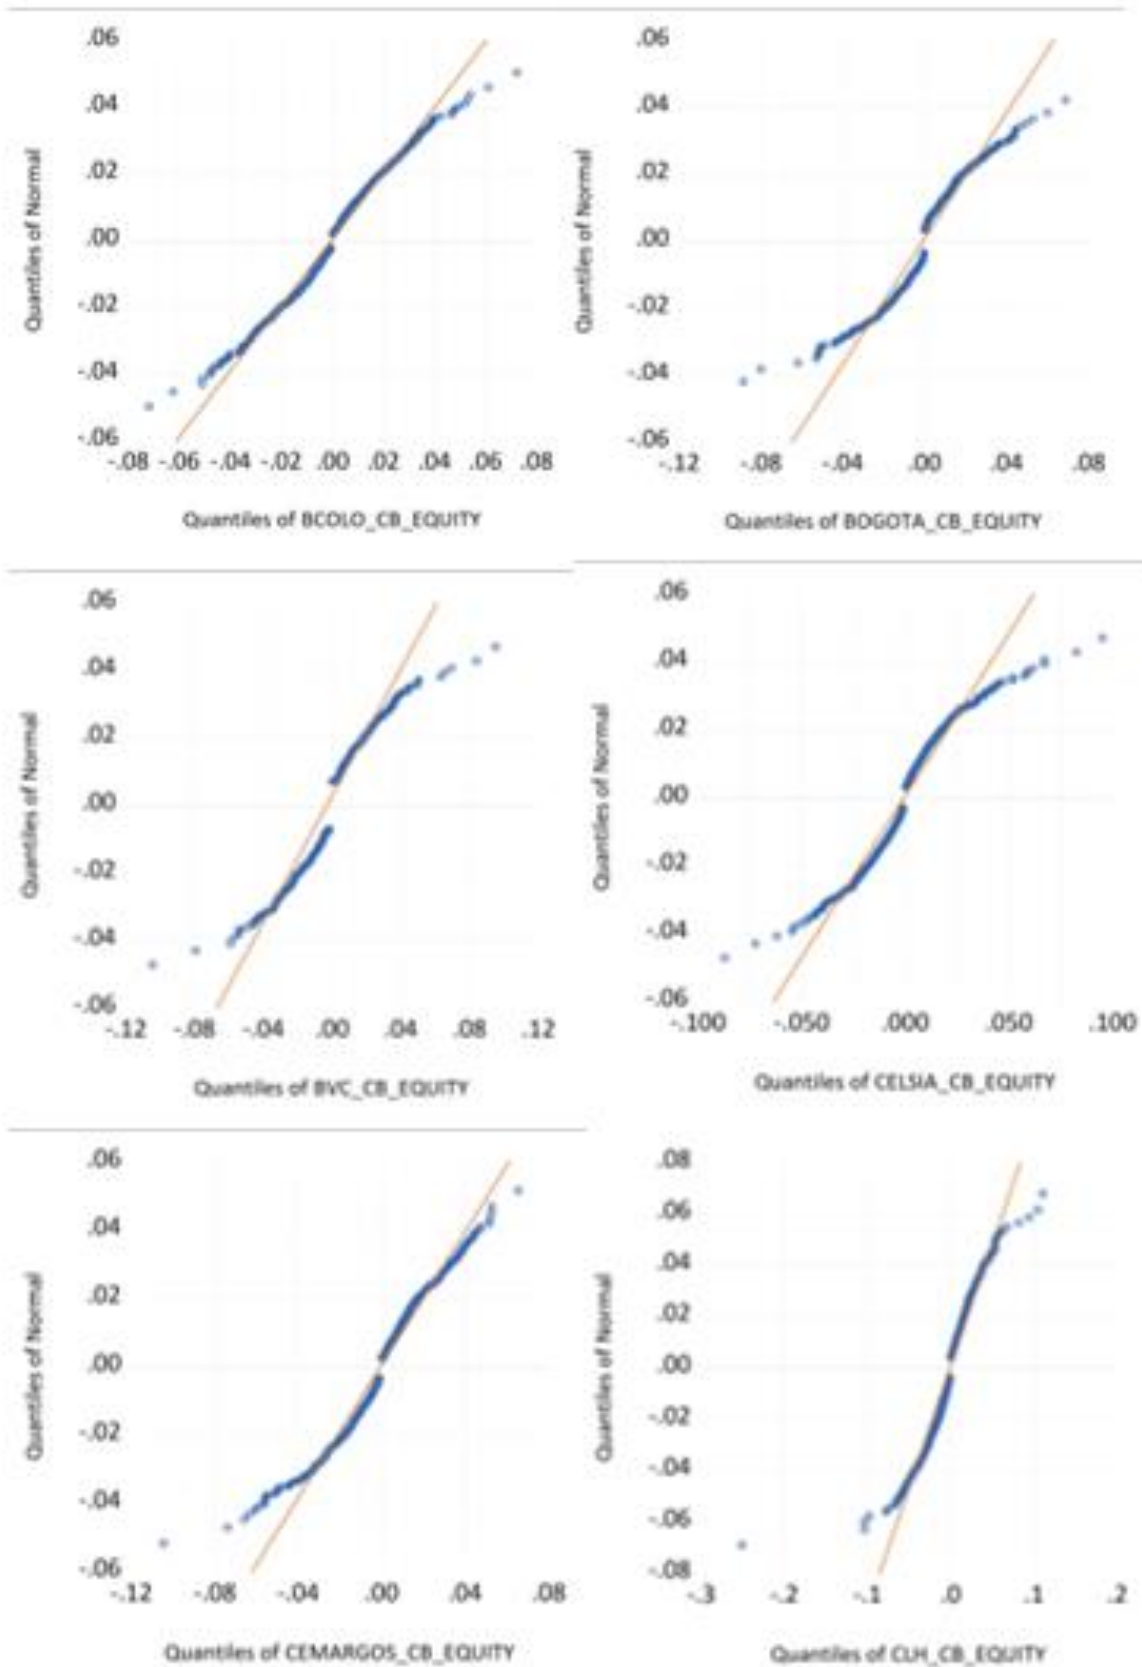 .06
.04
.02
.00
-.02
-.04
-.06
-.08 -.06 -.04 -.02 .00 .02 .04 .06 .08
Quantiles of Normal
Quantiles of BCOLO_CB_EQUITY
.06
.04
.02
.00
-.02
-.04
-.06
-.12 -.08 -.04 .00 .04 .08
Quantiles of Normal
Quantiles of BOGOTA_CB_EQUITY
.06
.04
.02
.00
-.02
-.04
-.06
-.12 -.08 -.04 .00 .04 .08 .12
Quantiles of Normal
Quantiles of BVC_CB_EQUITY
.06
.04
.02
.00
-.02
-.04
-.06
-.100 -.050 .000 .050 .100
Quantiles of Normal
Quantiles of CELSIA_CB_EQUITY
.06
.04
.02
.00
-.02
-.04
-.06
-.12 -.08 -.04 .00 .04 .08
Quantiles of Normal
Quantiles of CEMARGOS_CB_EQUITY
.08
.06
.04
.02
.00
-.02
-.04
-.06
-.08
-.3 -.2 -.1 .0 .1 .2
Quantiles of Normal
Quantiles of CLH_CB_EQUITY